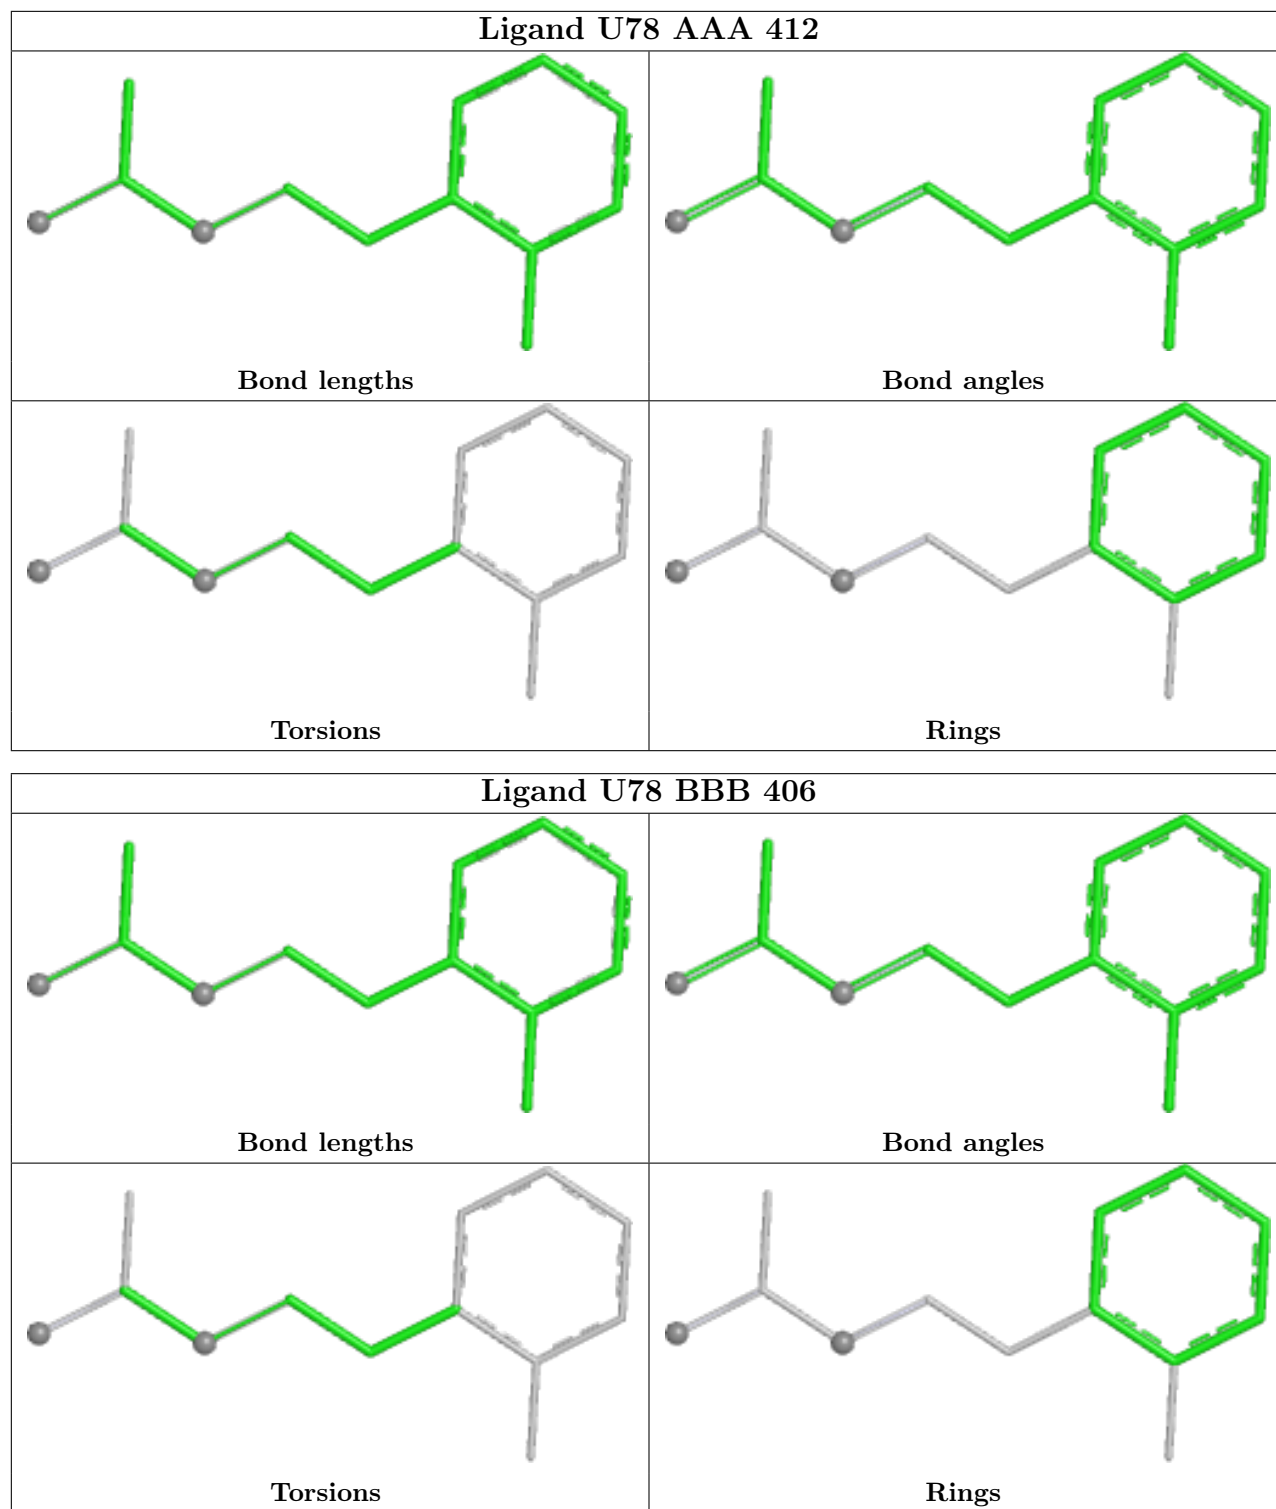 Ligand U78 AAA 412
Bond lengths
Bond angles
Torsions
Rings
Ligand U78 BBB 406
Bond lengths
Bond angles
Torsions
Rings